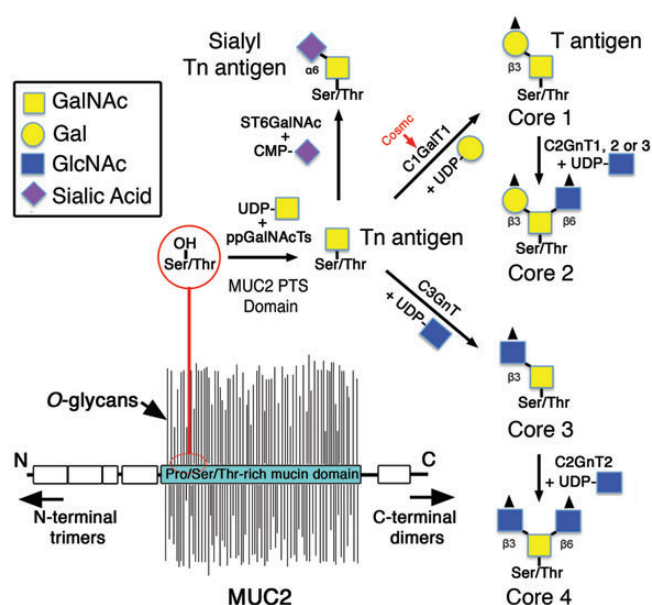 Sialyl
Tn antigen
α6
Ser/Thr
GalNAc
Gal
GlcNAc
Sialic Acid
ST6GalNAc
+
CMP-
Cosmc
C1GalT1
+ UDP-
T antigen
β3
Ser/Thr
Core 1
C2GnT1, 2 or 3
+ UDP-
β3
β6
Ser/Thr
Core 2
OH
Ser/Thr
UDP-
+
ppGalNAcTs
MUC2 PTS
Domain
Tn antigen
Ser/Thr
C3GnT
+ UDP-
β3
Ser/Thr
Core 3
C2GnT2
+ UDP-
β3
β6
Ser/Thr
Core 4
O-glycans
N
Pro/Ser/Thr-rich mucin domain
C
N-terminal
trimers
C-terminal
dimers
MUC2